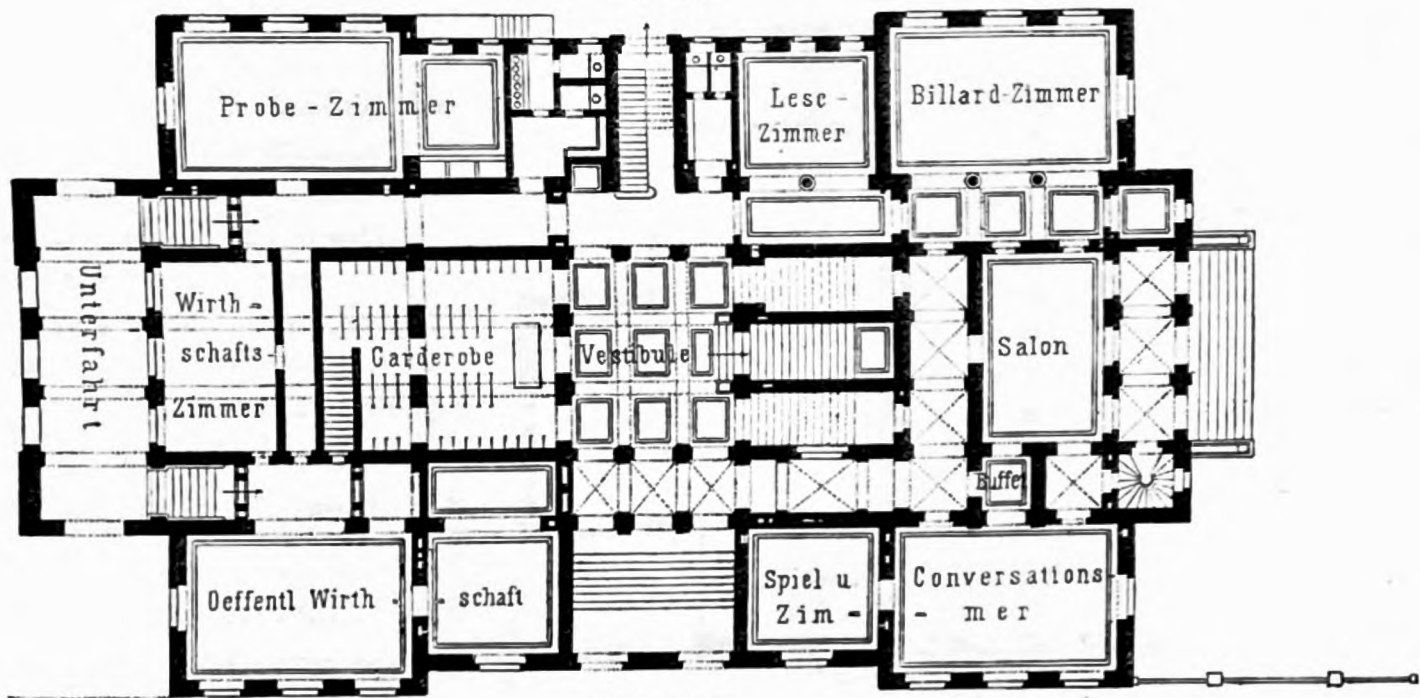 Probe - Zimmer
Lese -
Zimmer
Billard-Zimmer
Unterfahrt
Wirth -
schafts-
Zimmer
Garderobe
Vestibule
Salon
Buffet
Oeffentl Wirth -
- schaft
Spiel u
Zim -
Conversations-
- mer